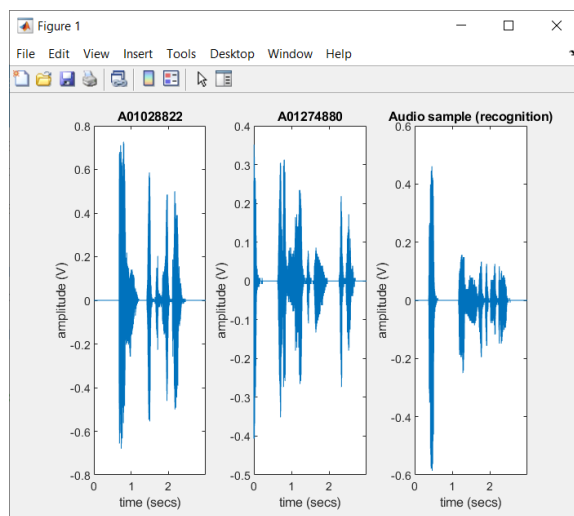 Figure 1
File Edit View Insert Tools Desktop Window Help
A01028822
0.8
0.6
0.4
0.2
0
-0.2
-0.4
-0.6
-0.8
amplitude (V)
0 1 2
time (secs)
A01274880
0.4
0.3
0.2
0.1
0
-0.1
-0.2
-0.3
-0.4
-0.5
amplitude (V)
0 1 2
time (secs)
Audio sample (recognition)
0.6
0.4
0.2
0
-0.2
-0.4
-0.6
amplitude (V)
0 2
time (secs)